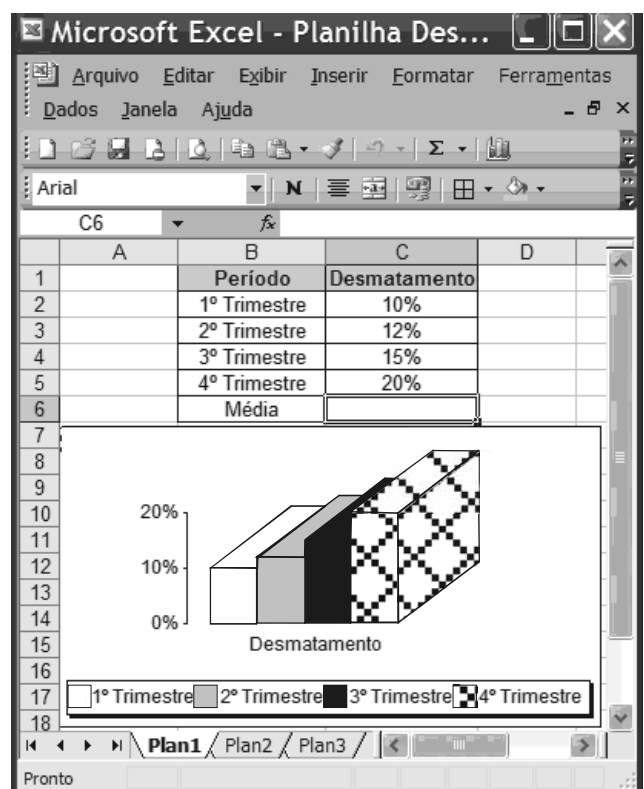 Microsoft Excel - Planilha Des...
Arquivo Editar Exibir Inserir Formatar Ferramentas
Dados Janela Ajuda
Arial N
C6 fx
A B C D
1 Período Desmatamento
2 1º Trimestre 10%
3 2º Trimestre 12%
4 3º Trimestre 15%
5 4º Trimestre 20%
6 Média
7
8
9
10 20%
11
12 10%
13
14 0%
15 Desmatamento
16
17 1º Trimestre 2º Trimestre 3º Trimestre 4º Trimestre
18
Plan1 Plan2 Plan3
Pronto